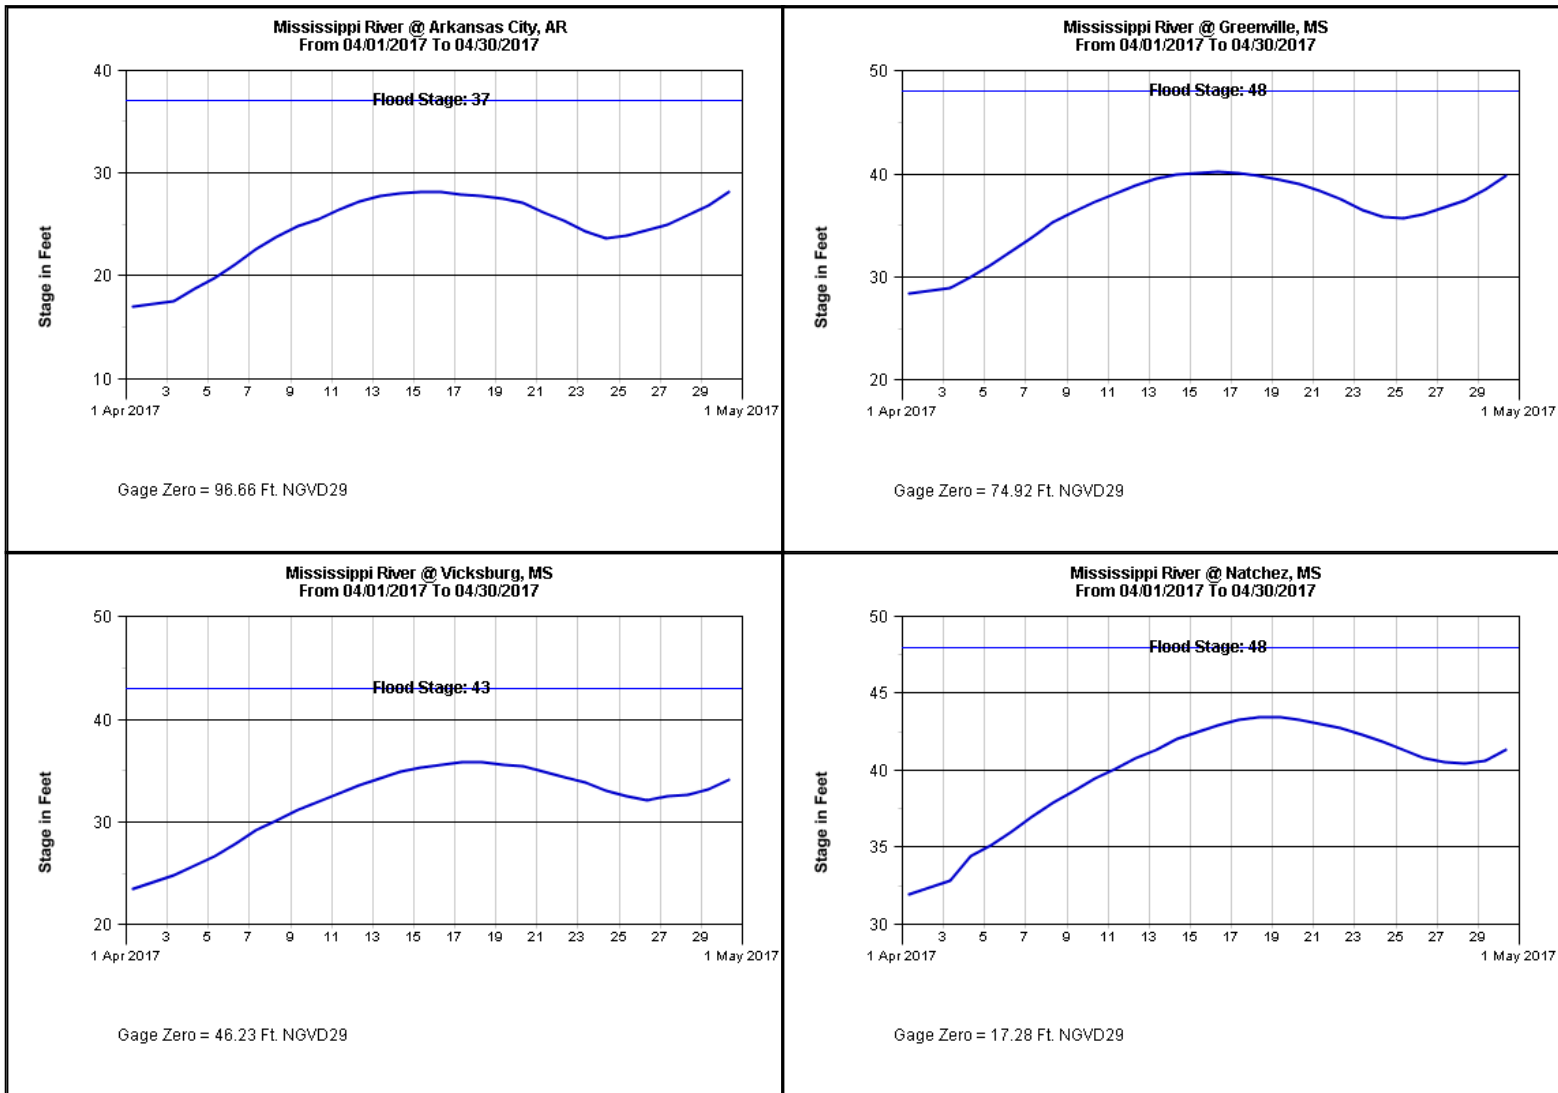 Mississippi River @ Arkansas City, AR
From 04/01/2017 To 04/30/2017
40
Flood Stage: 37
30
Stage in Feet
20
10
3 5 7 9 11 13 15 17 19 21 23 25 27 29
1 Apr 2017 1 May 2017
Gage Zero = 96.66 Ft. NGVD29
Mississippi River @ Greenville, MS
From 04/01/2017 To 04/30/2017
50
Flood Stage: 48
40
Stage in Feet
30
20
3 5 7 9 11 13 15 17 19 21 23 25 27 29
1 Apr 2017 1 May 2017
Gage Zero = 74.92 Ft. NGVD29
Mississippi River @ Vicksburg, MS
From 04/01/2017 To 04/30/2017
50
Flood Stage: 43
40
Stage in Feet
30
20
3 5 7 9 11 13 15 17 19 21 23 25 27 29
1 Apr 2017 1 May 2017
Gage Zero = 46.23 Ft. NGVD29
Mississippi River @ Natchez, MS
From 04/01/2017 To 04/30/2017
50
Flood Stage: 48
45
40
Stage in Feet
35
30
3 5 7 9 11 13 15 17 19 21 23 25 27 29
1 Apr 2017 1 May 2017
Gage Zero = 17.28 Ft. NGVD29